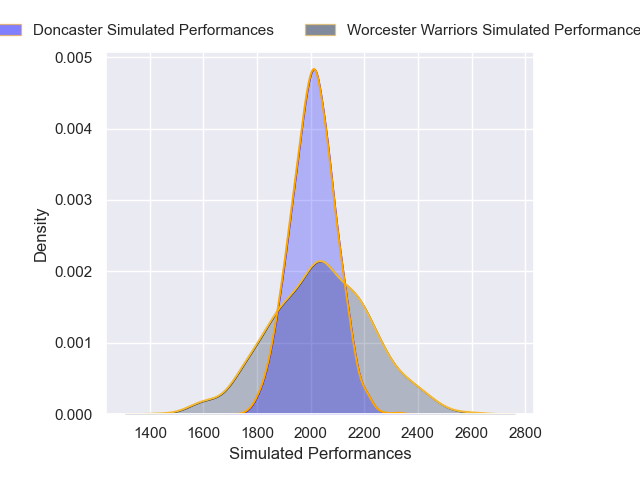 Doncaster Simulated Performances
Worcester Warriors Simulated Performance
0.005
0.004
0.003
0.002
0.001
0.000
Density
1400 1600 1800 2000 2200 2400 2600 2800
Simulated Performances